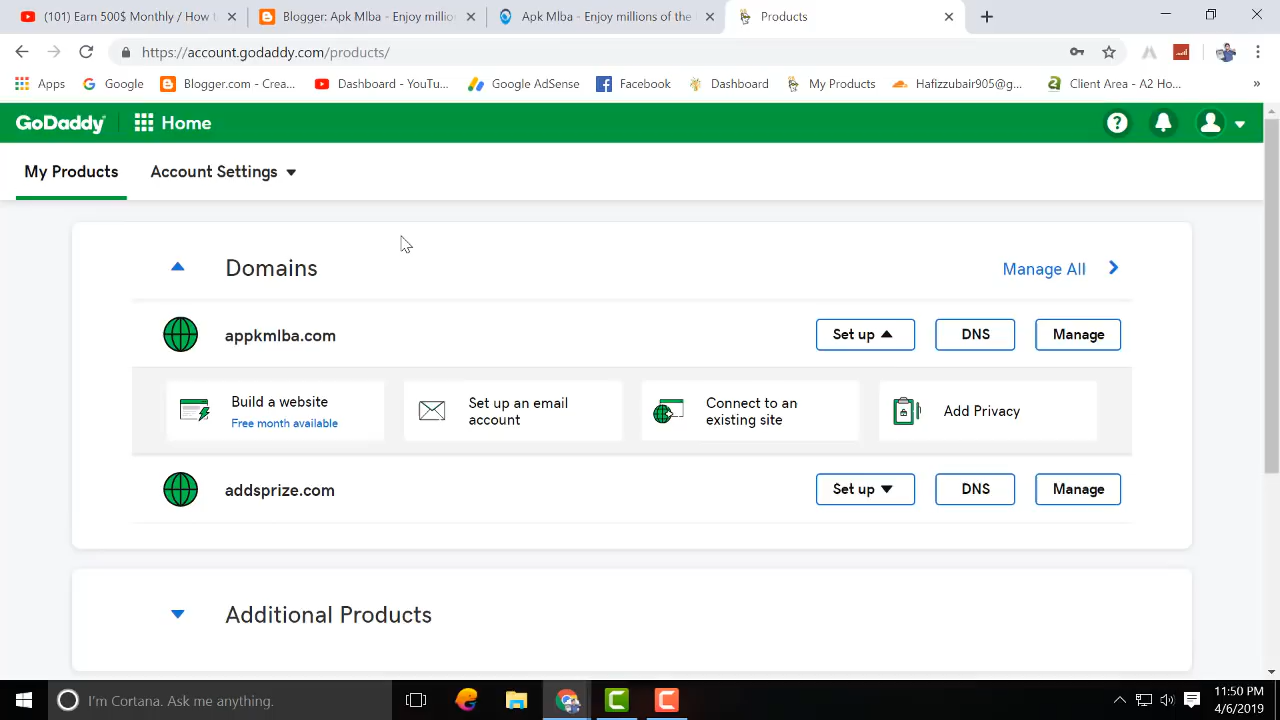 (101) Earn 500$ Monthly / How t
Blogger: Apk Mlba - Enjoy millio
Apk Mlba - Enjoy millions of the l
Products
https://account.godaddy.com/products/
Apps
Google
Blogger.com - Crea...
Dashboard - YouTu...
Google AdSense
Facebook
Dashboard
My Products
Hafizzubair905@g...
Client Area - A2 Ho...
»
GoDaddy
Home
My Products
Account Settings
Domains
Manage All
appkmlba.com
Set up
DNS
Manage
Build a website
Free month available
Set up an email
account
Connect to an
existing site
Add Privacy
addsprize.com
Set up
DNS
Manage
Additional Products
I'm Cortana. Ask me anything.
11:50 PM
4/6/2019